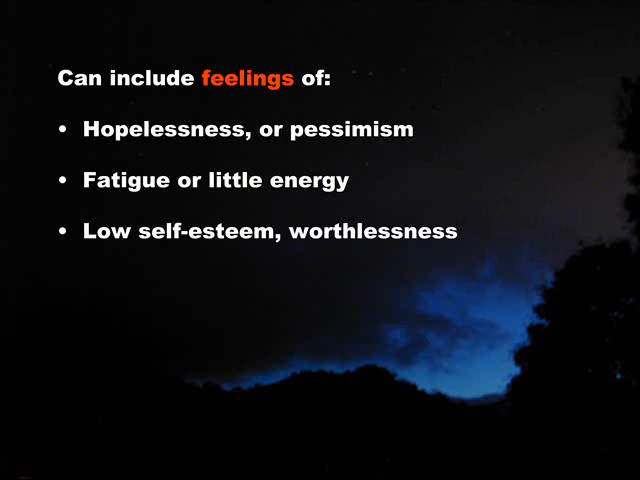 Can include feelings of:
• Hopelessness, or pessimism
• Fatigue or little energy
• Low self-esteem, worthlessness